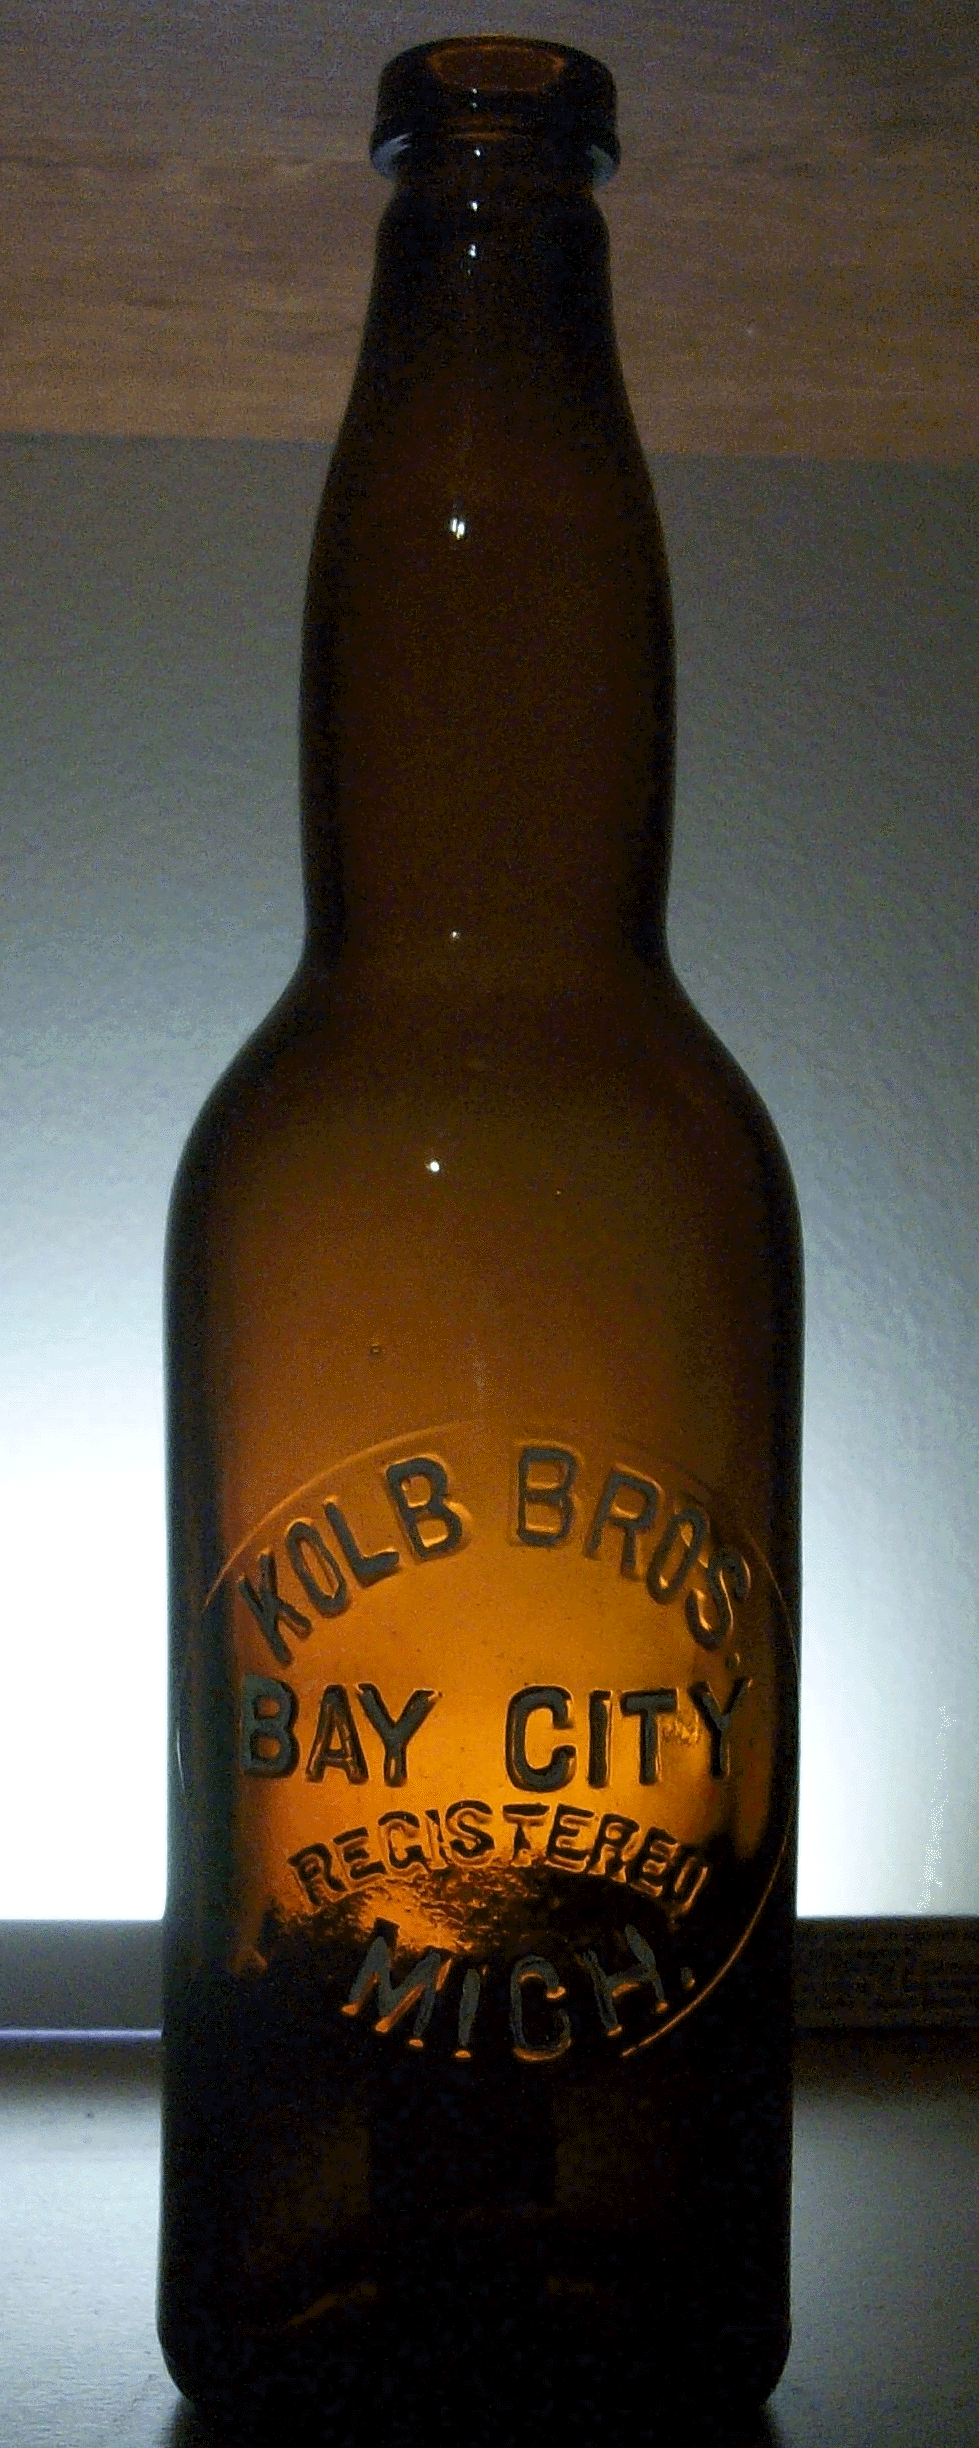 KOLB BROS.
BAY CITY
REGISTERED
MICH.